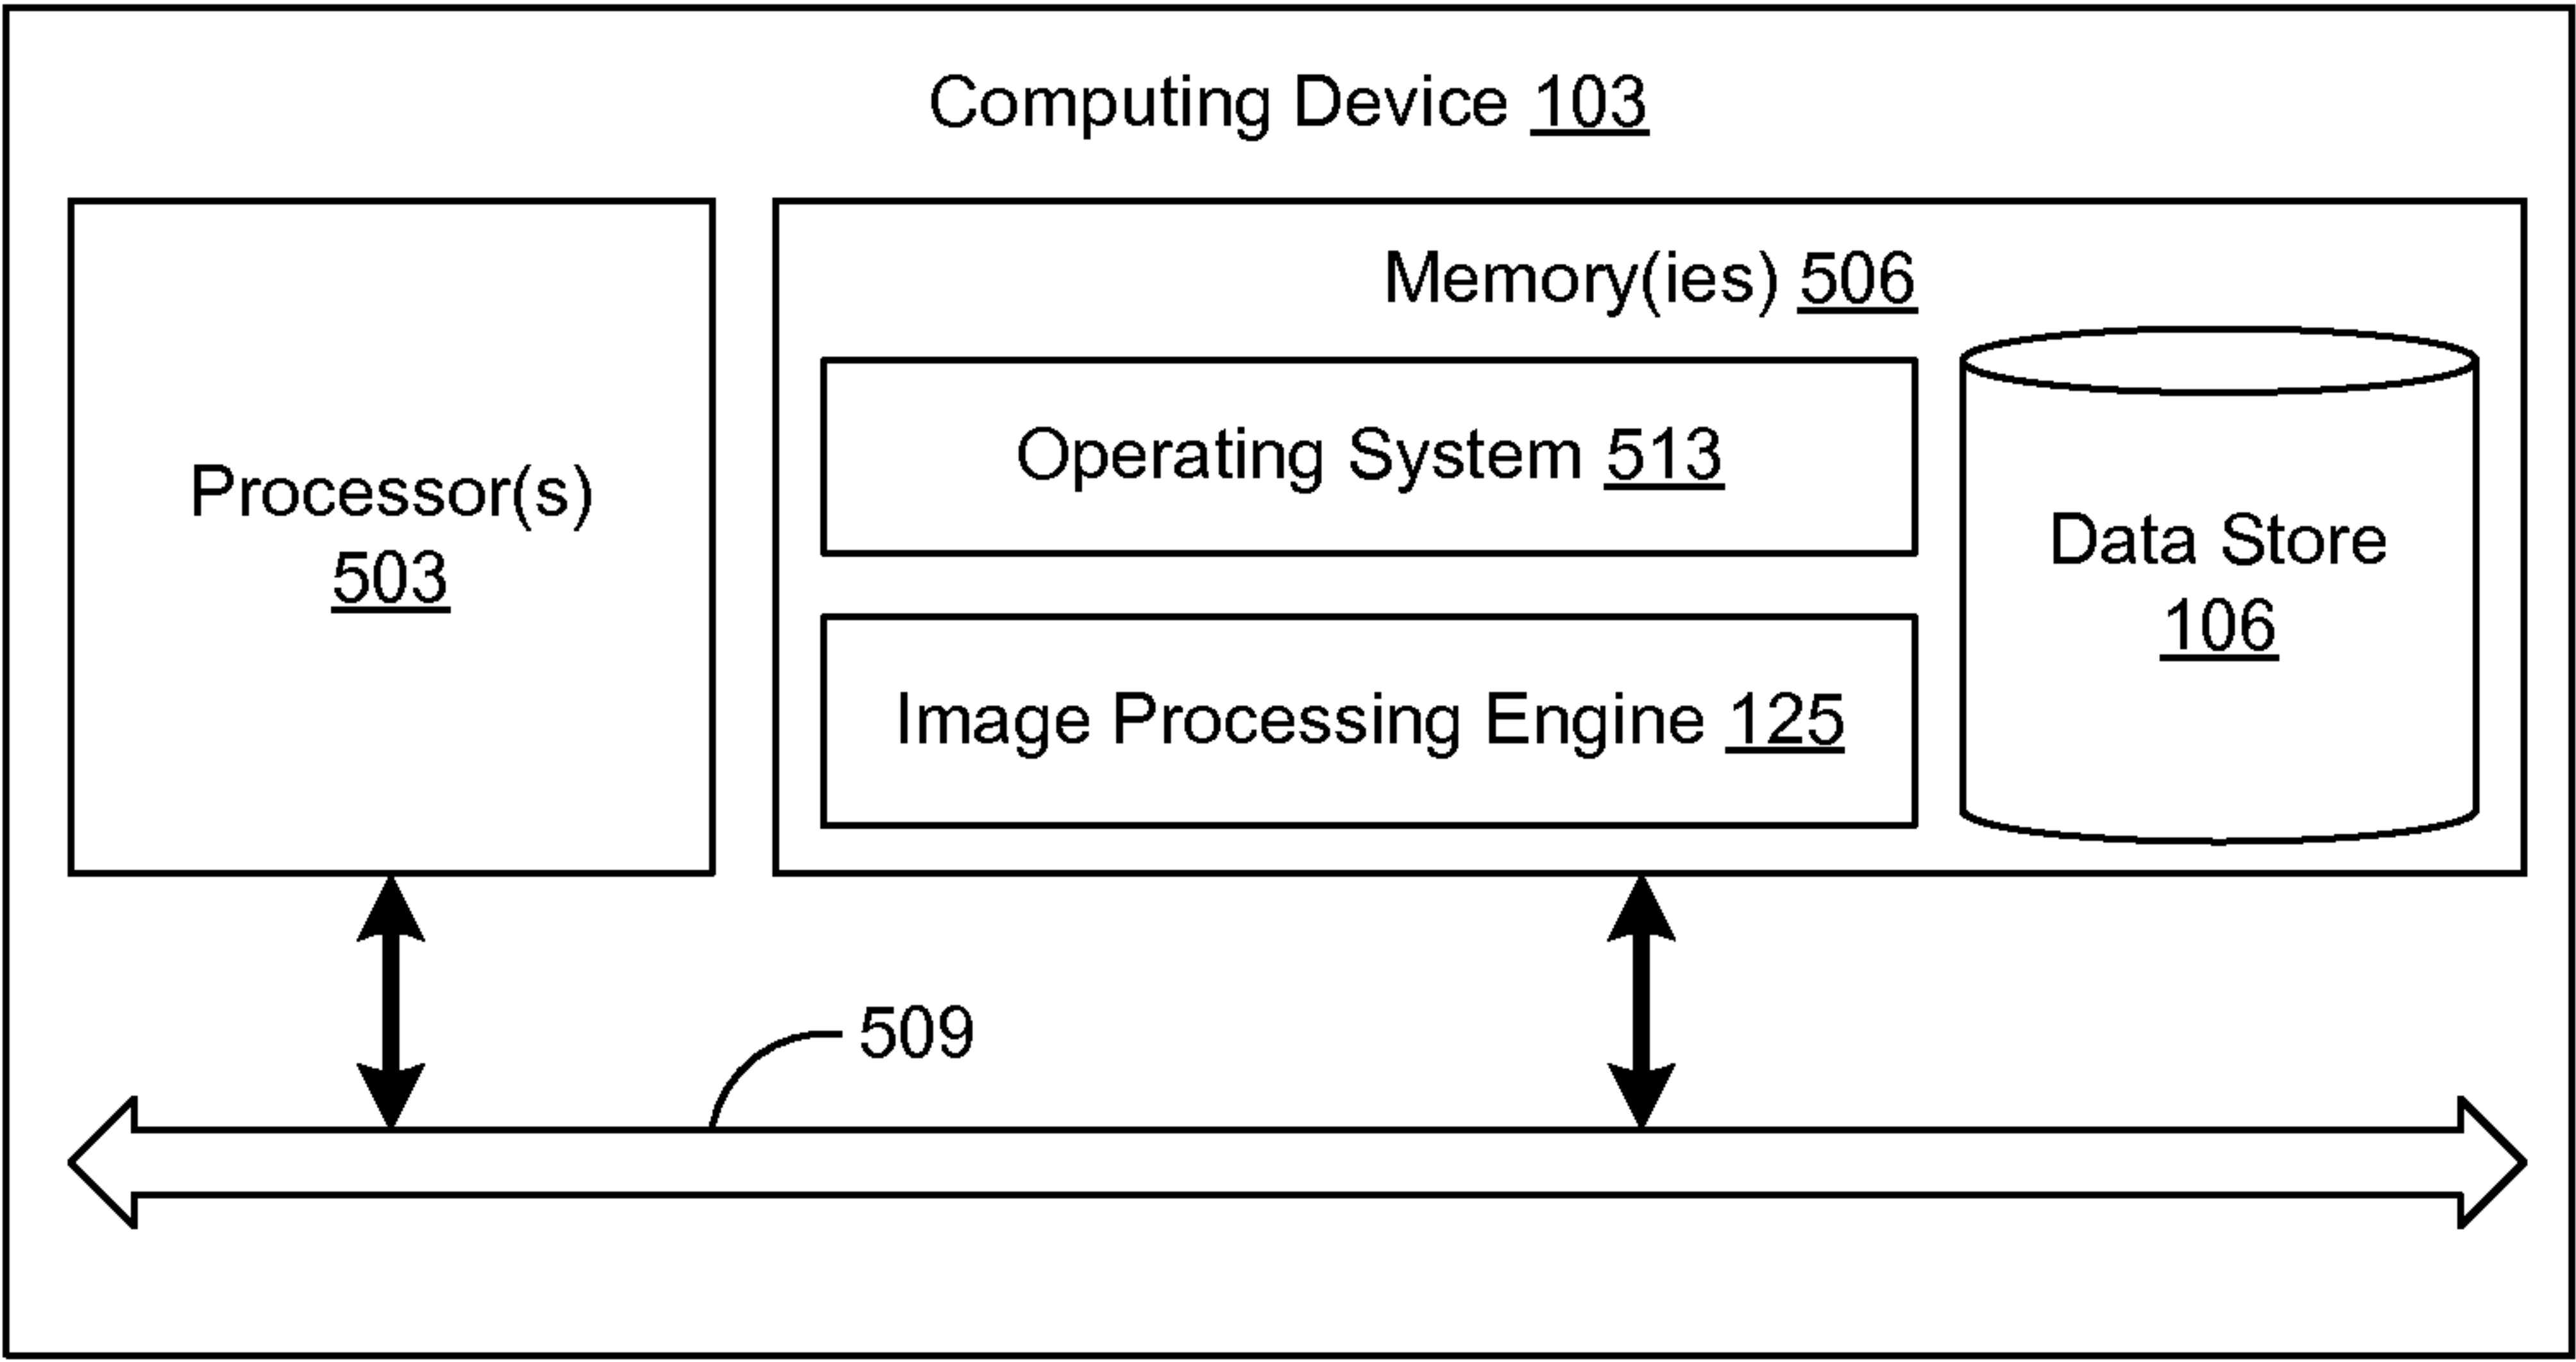 Computing Device 103
Processor(s)
503
Memory(ies) 506
Operating System 513
Image Processing Engine 125
Data Store
106
509